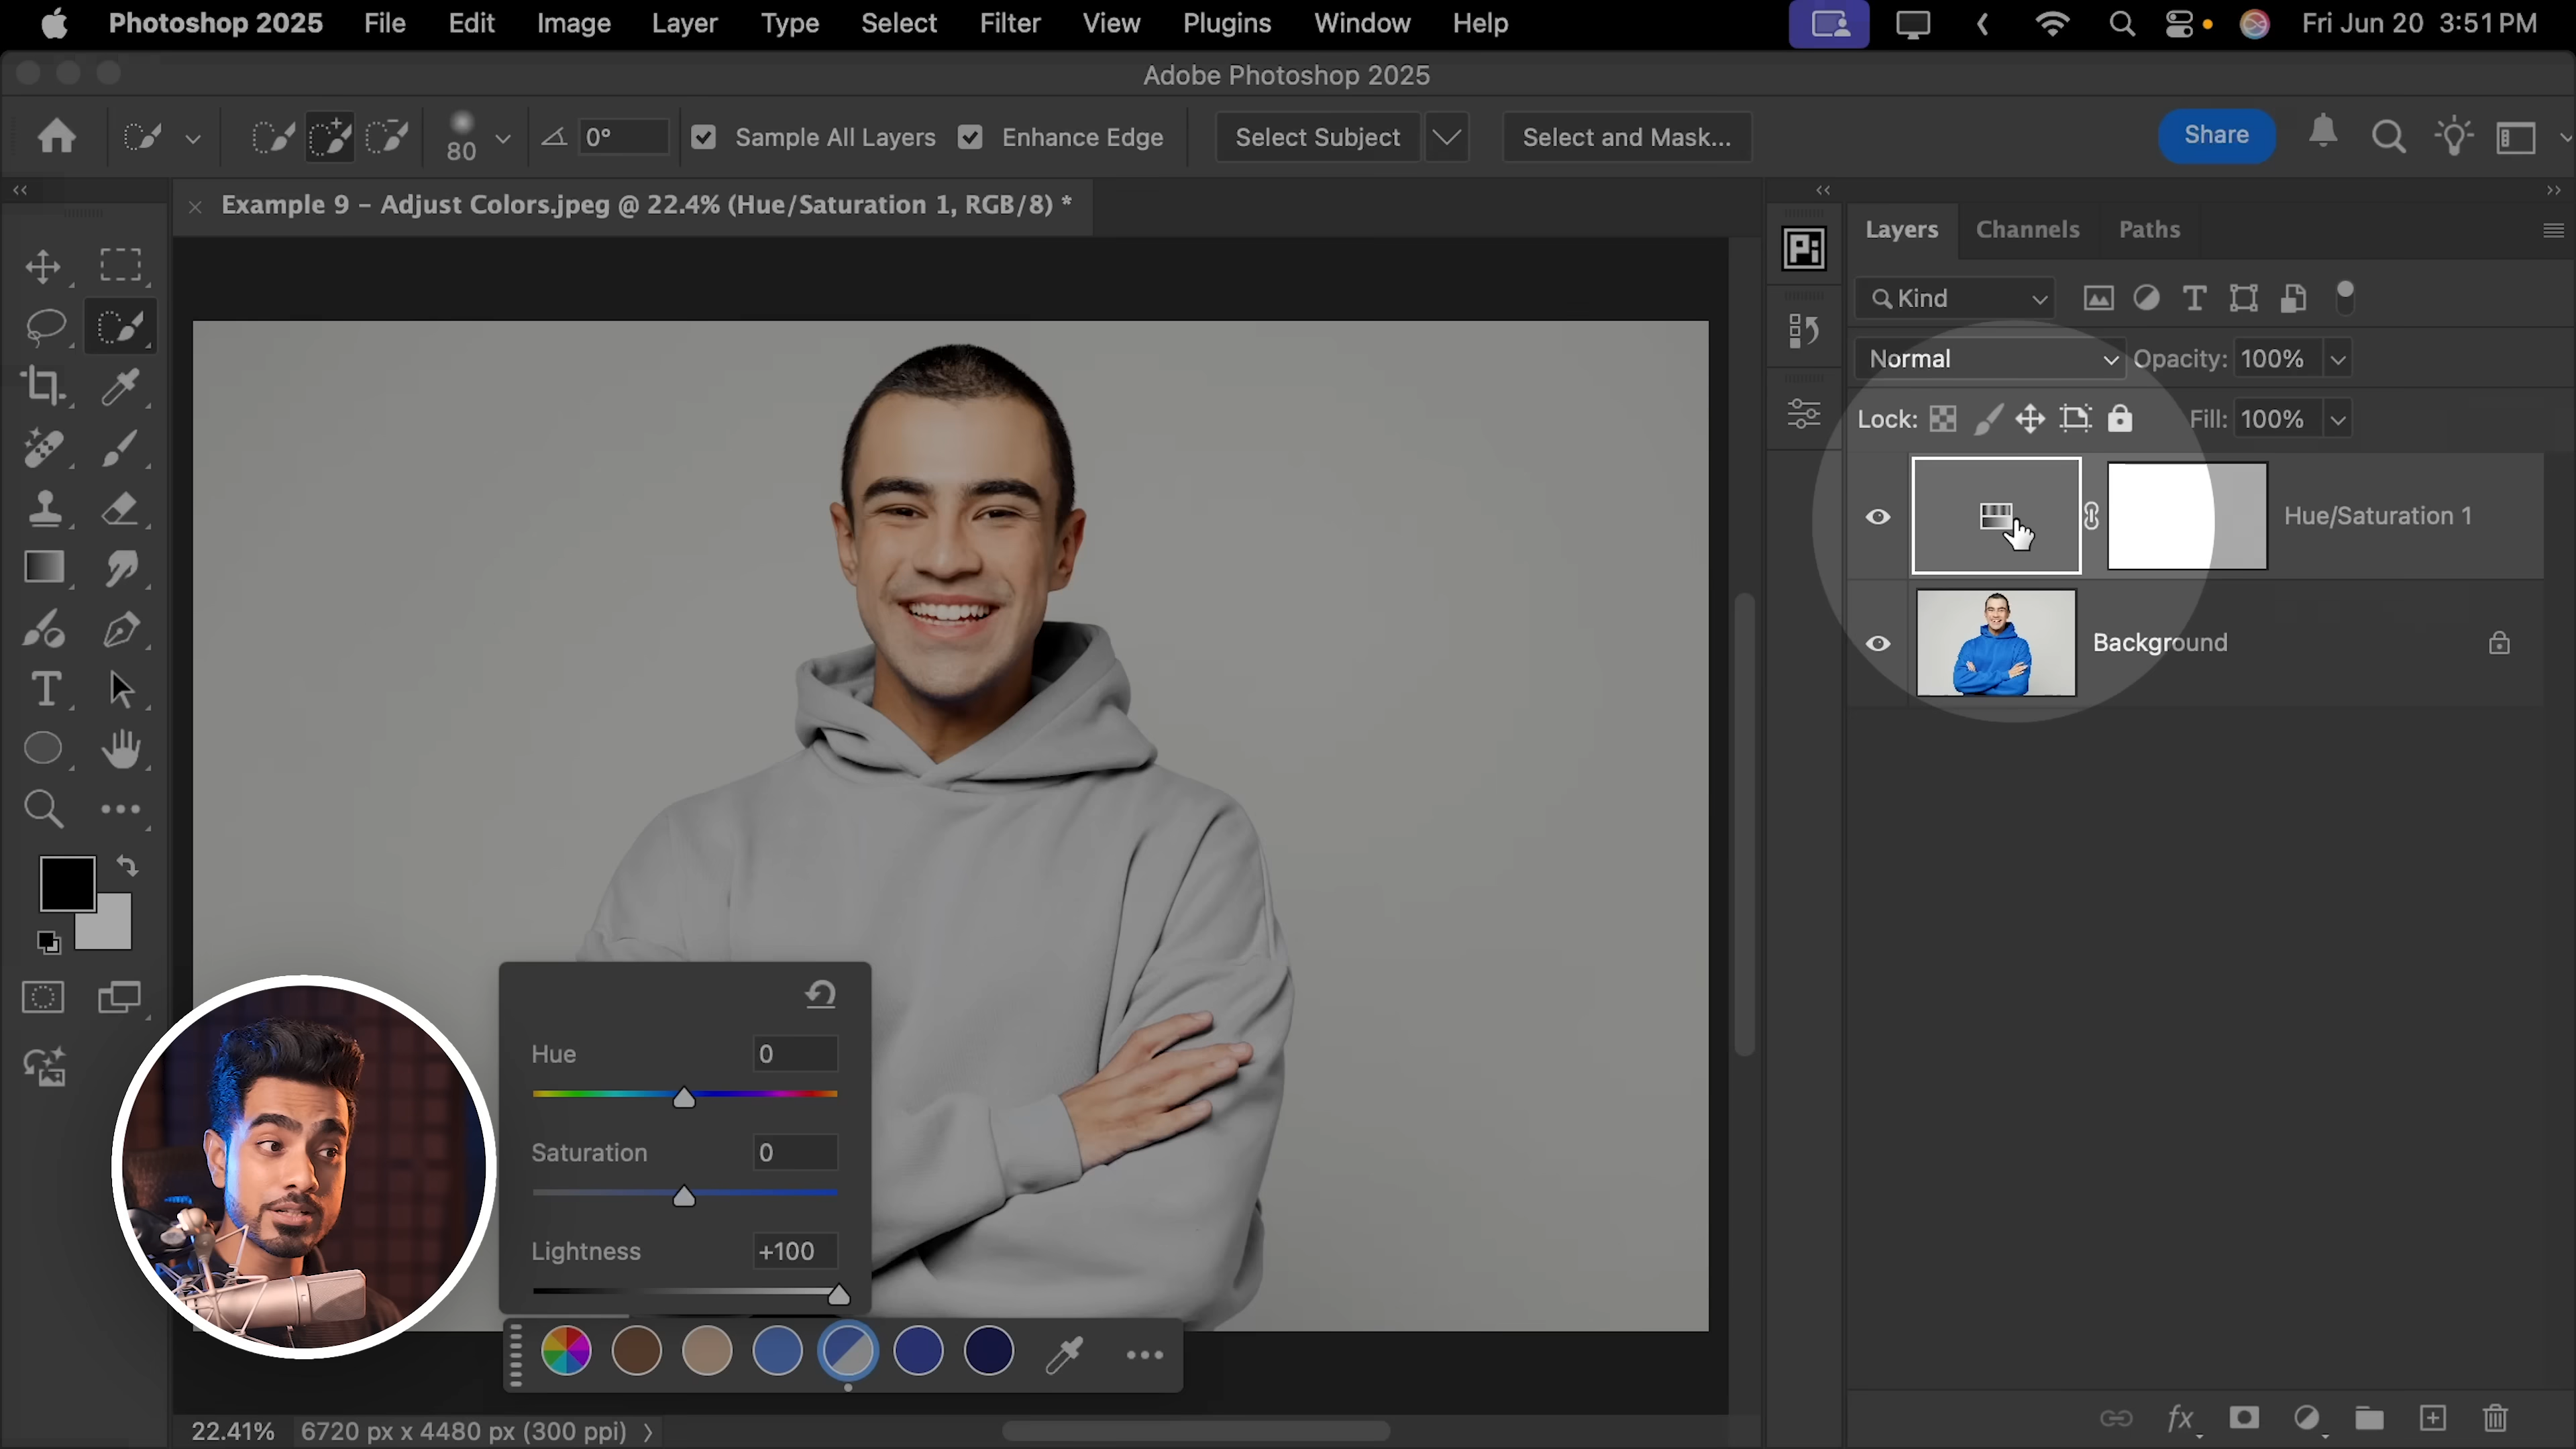 Photoshop 2025 File Edit Image Layer Type Select Filter View Plugins Window Help Fri Jun 20 3:51 PM
Adobe Photoshop 2025
80 0° Sample All Layers Enhance Edge Select Subject Select and Mask... Share
Example 9 – Adjust Colors.jpeg @ 22.4% (Hue/Saturation 1, RGB/8) *
Layers Channels Paths
Pi
Kind
Normal Opacity: 100%
Lock: Fill: 100%
Hue/Saturation 1
Background
Hue 0
Saturation 0
Lightness +100
22.41% 6720 px x 4480 px (300 ppi)
fx